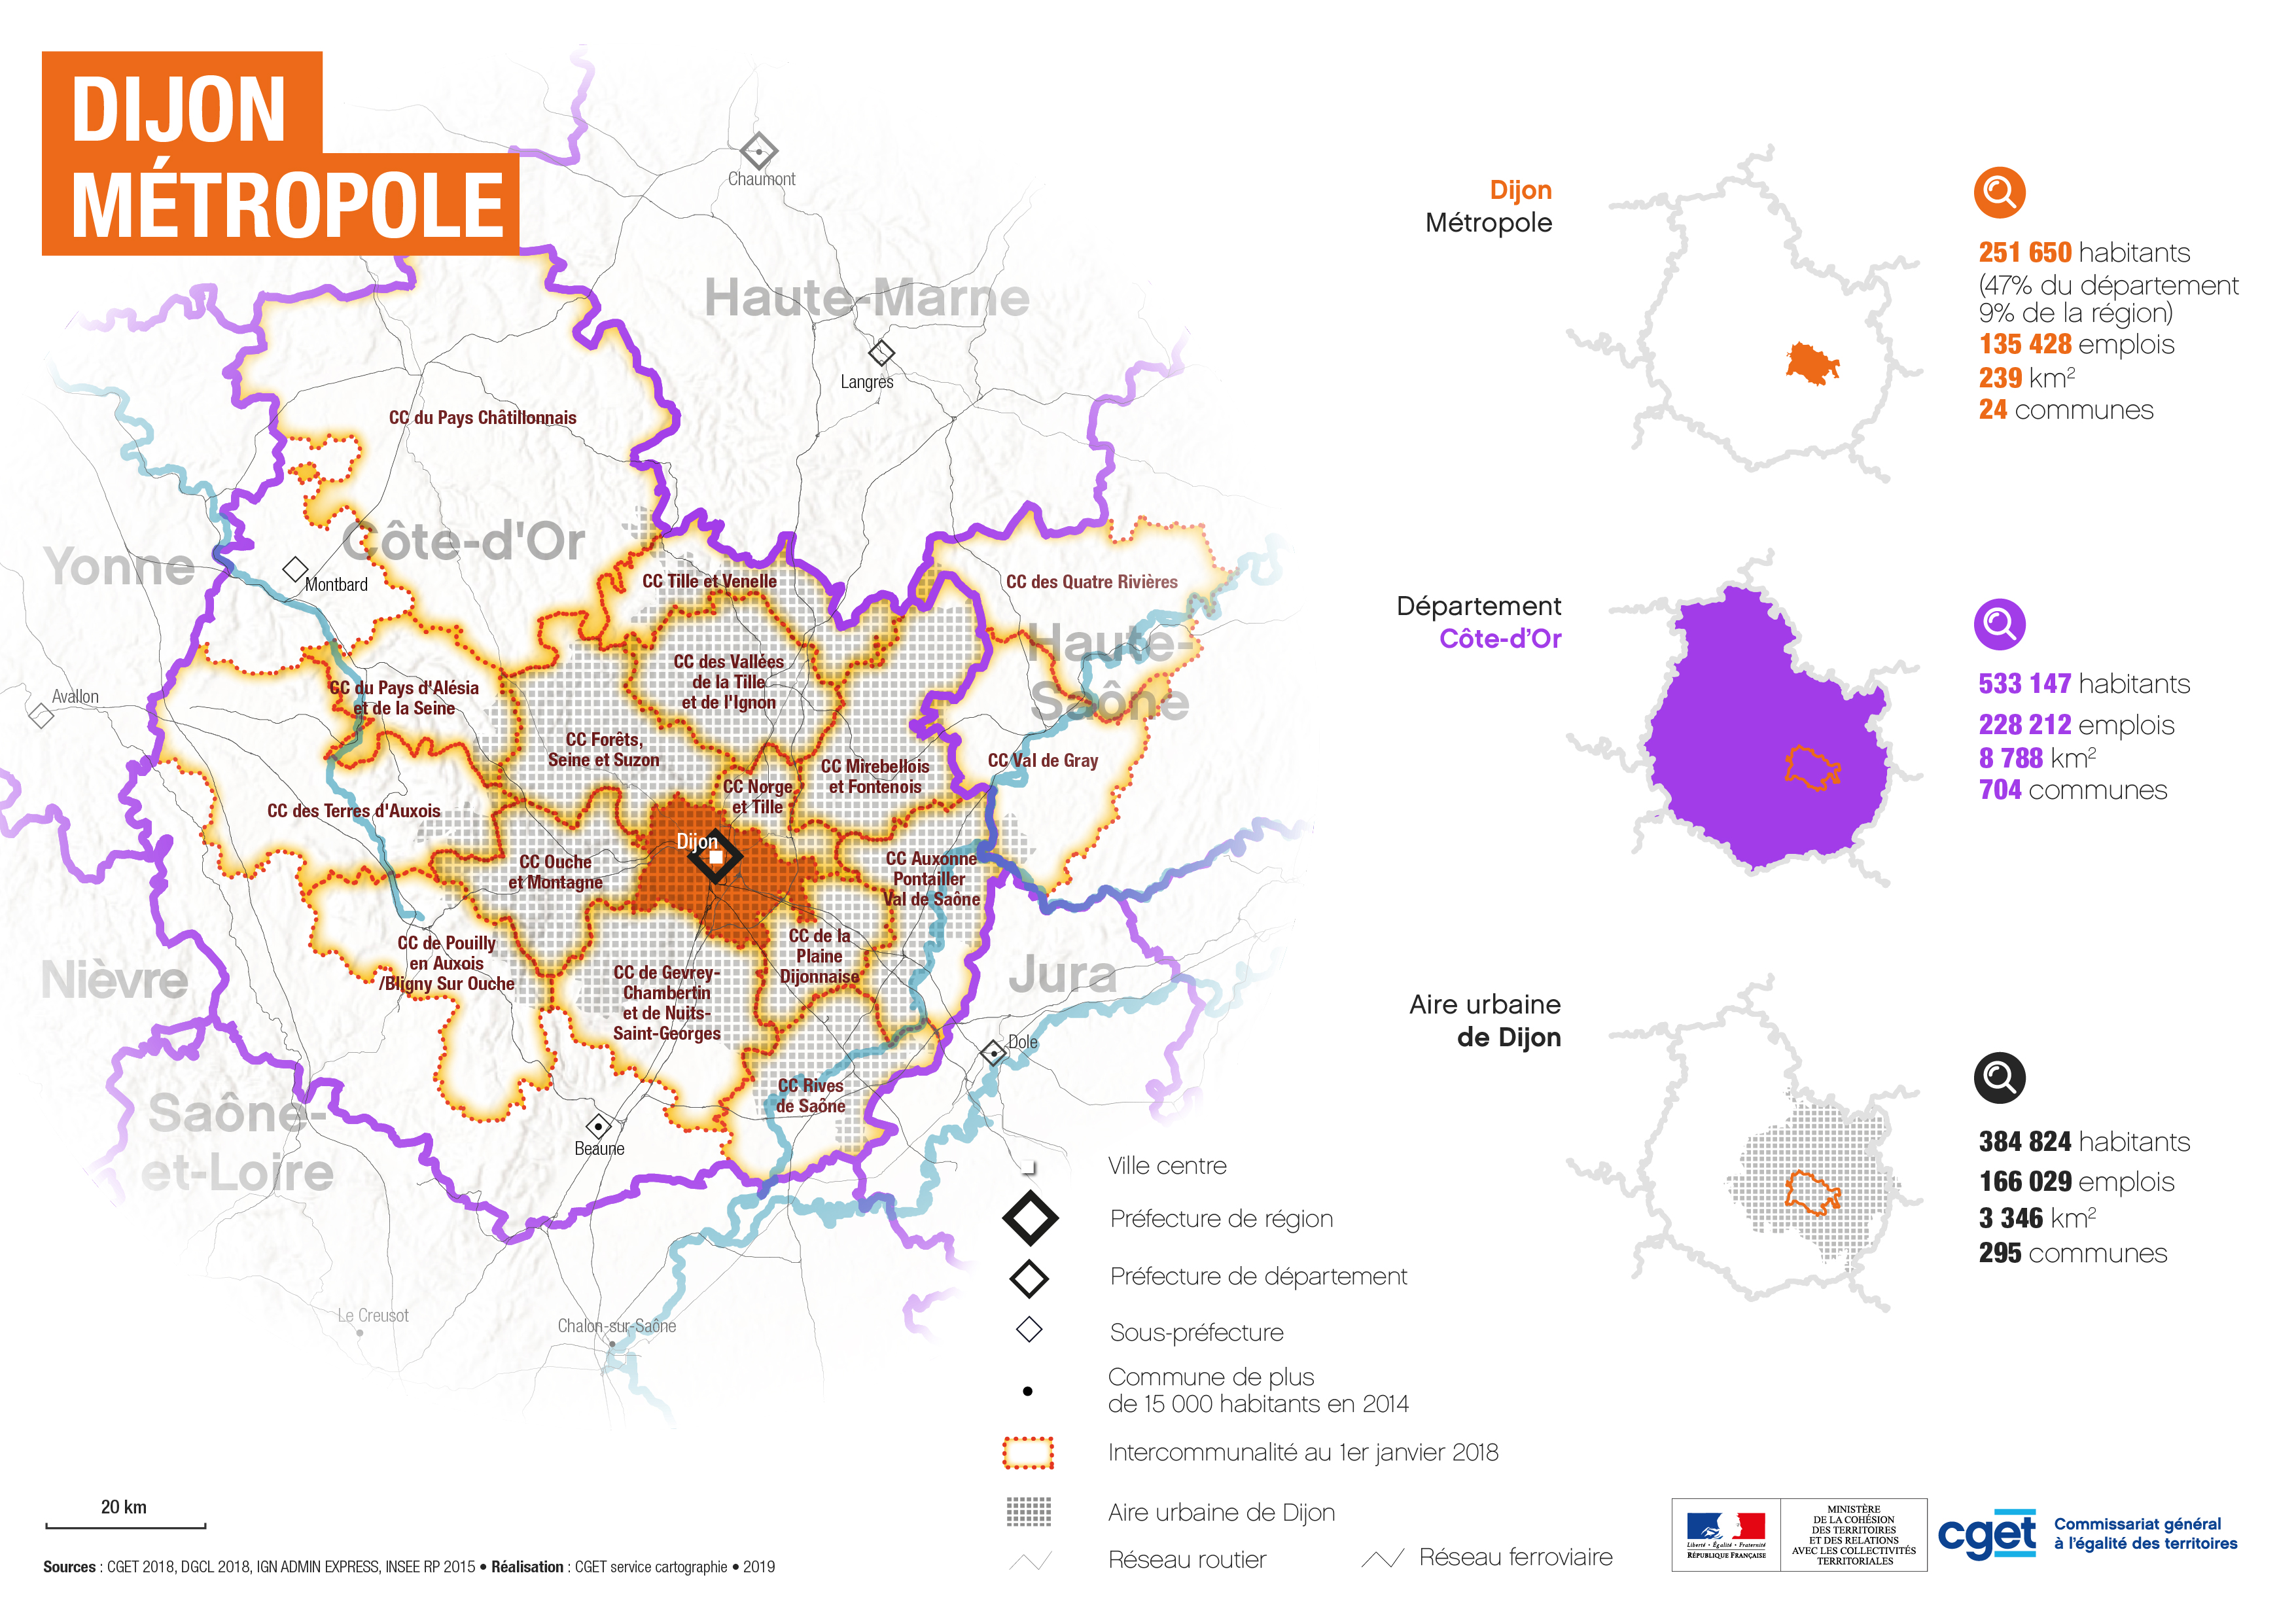 DIJON
MÉTROPOLE
Chaumont
Haute-Marne
Langres
CC du Pays Châtillonnais
Côte-d'Or
Yonne
Montbard
CC Tille et Venelle
CC des Quatre Rivières
Haute-
Saône
CC des Vallées
de la Tille
et de l'Ignon
Avallon
CC du Pays d'Alésia
et de la Seine
CC Forêts,
Seine et Suzon
CC Mirebellois
et Fontenois
CC Val de Gray
CC Norge
et Tille
CC des Terres d'Auxois
Dijon
CC Ouche
et Montagne
CC Auxonne
Pontailler
Val de Saône
CC de la
Plaine
Dijonnaise
CC de Pouilly
en Auxois
/Bligny Sur Ouche
CC de Gevrey-
Chambertin
et de Nuits-
Saint-Georges
Nièvre
Jura
Dole
CC Rives
de Saône
Saône-
et-Loire
Beaune
Le Creusot
Chalon-sur-Saône
Ville centre
Préfecture de région
Préfecture de département
Sous-préfecture
Commune de plus
de 15 000 habitants en 2014
Intercommunalité au 1er janvier 2018
Aire urbaine de Dijon
Réseau routier
Réseau ferroviaire
Dijon
Métropole
251 650 habitants
(47% du département
9% de la région)
135 428 emplois
239 km²
24 communes
Département
Côte-d'Or
533 147 habitants
228 212 emplois
8 788 km²
704 communes
Aire urbaine
de Dijon
384 824 habitants
166 029 emplois
3 346 km²
295 communes
20 km
Sources : CGET 2018, DGCL 2018, IGN ADMIN EXPRESS, INSEE RP 2015 • Réalisation : CGET service cartographie • 2019
Liberté • Égalité • Fraternité
RÉPUBLIQUE FRANÇAISE
MINISTÈRE
DE LA COHÉSION
DES TERRITOIRES
ET DES RELATIONS
AVEC LES COLLECTIVITÉS
TERRITORIALES
cget
Commissariat général
à l'égalité des territoires